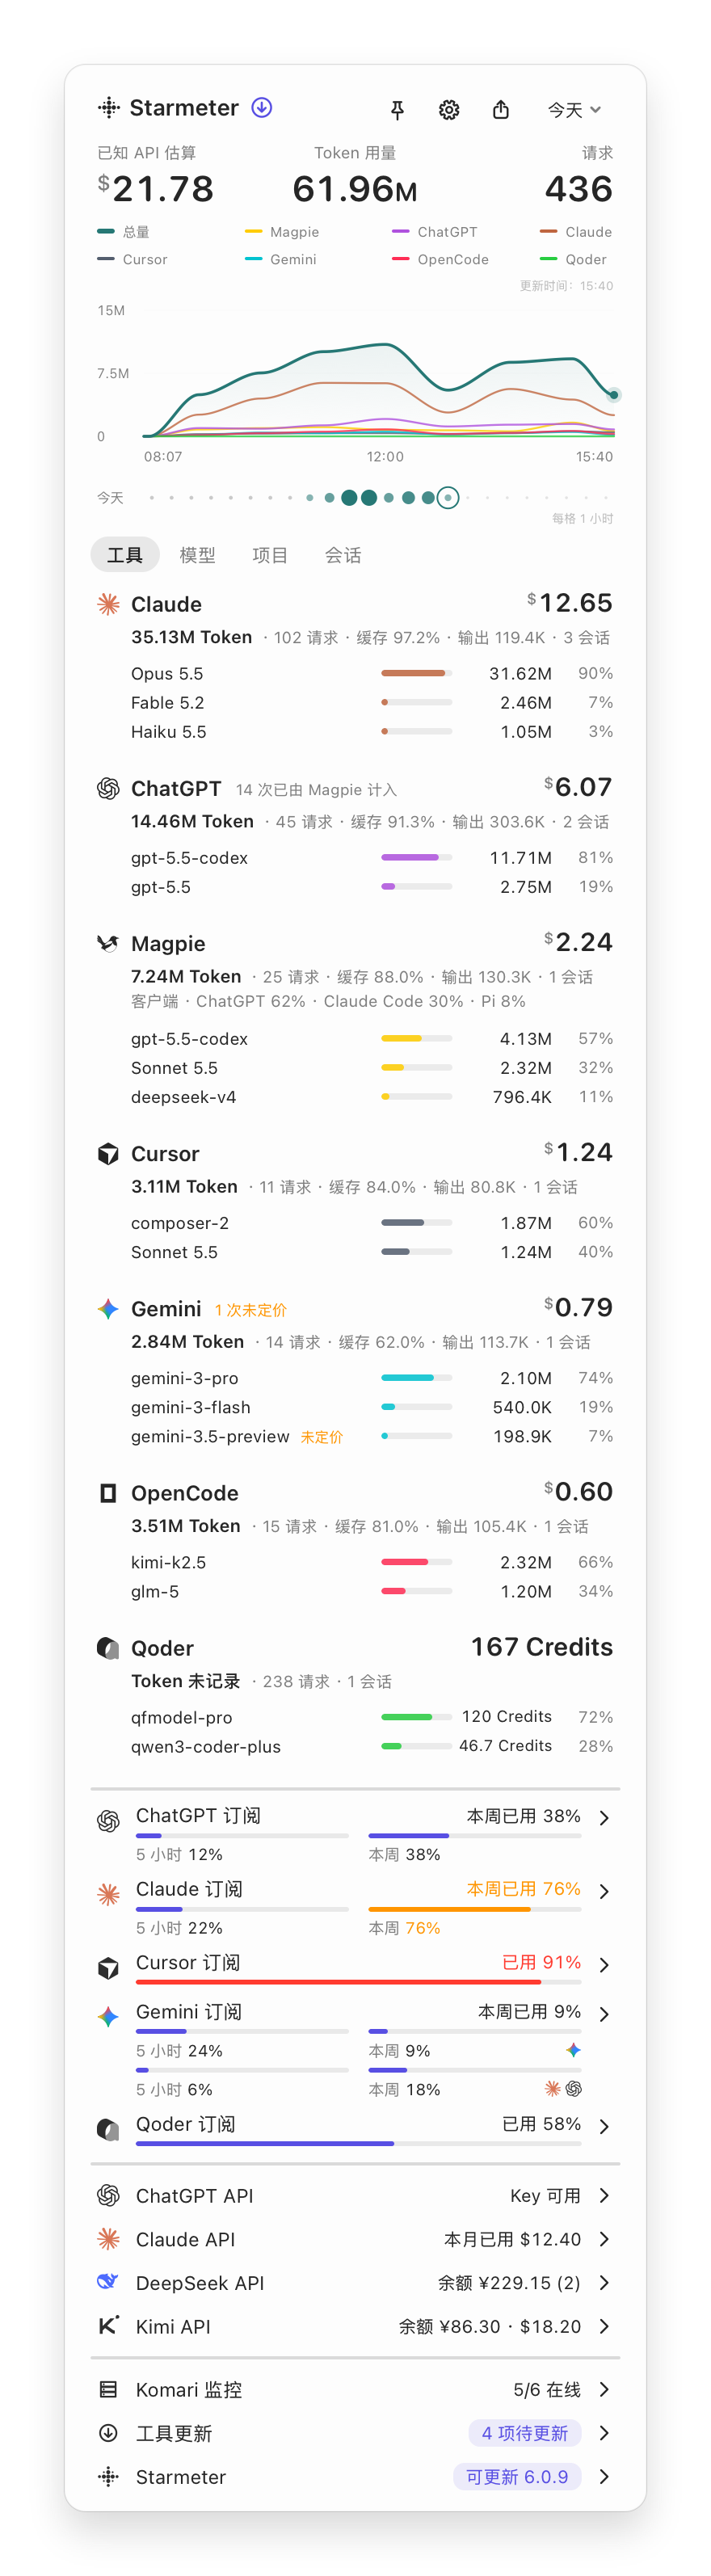 Starmeter
今天
已知 API 估算 Token 用量 请求
$21.78 61.96M 436
总量 Magpie ChatGPT Claude
Cursor Gemini OpenCode Qoder
更新时间：15:40
15M
7.5M
0
08:07 12:00 15:40
今天
每格 1 小时
工具 模型 项目 会话
Claude $12.65
35.13M Token · 102 请求 · 缓存 97.2% · 输出 119.4K · 3 会话
Opus 5.5 31.62M 90%
Fable 5.2 2.46M 7%
Haiku 5.5 1.05M 3%
ChatGPT 14 次已由 Magpie 计入 $6.07
14.46M Token · 45 请求 · 缓存 91.3% · 输出 303.6K · 2 会话
gpt-5.5-codex 11.71M 81%
gpt-5.5 2.75M 19%
Magpie $2.24
7.24M Token · 25 请求 · 缓存 88.0% · 输出 130.3K · 1 会话
客户端 · ChatGPT 62% · Claude Code 30% · Pi 8%
gpt-5.5-codex 4.13M 57%
Sonnet 5.5 2.32M 32%
deepseek-v4 796.4K 11%
Cursor $1.24
3.11M Token · 11 请求 · 缓存 84.0% · 输出 80.8K · 1 会话
composer-2 1.87M 60%
Sonnet 5.5 1.24M 40%
Gemini 1 次未定价 $0.79
2.84M Token · 14 请求 · 缓存 62.0% · 输出 113.7K · 1 会话
gemini-3-pro 2.10M 74%
gemini-3-flash 540.0K 19%
gemini-3.5-preview 未定价 198.9K 7%
OpenCode $0.60
3.51M Token · 15 请求 · 缓存 81.0% · 输出 105.4K · 1 会话
kimi-k2.5 2.32M 66%
glm-5 1.20M 34%
Qoder 167 Credits
Token 未记录 · 238 请求 · 1 会话
qfmodel-pro 120 Credits 72%
qwen3-coder-plus 46.7 Credits 28%
ChatGPT 订阅 本周已用 38%
5 小时 12% 本周 38%
Claude 订阅 本周已用 76%
5 小时 22% 本周 76%
Cursor 订阅 已用 91%
Gemini 订阅 本周已用 9%
5 小时 24% 本周 9%
5 小时 6% 本周 18%
Qoder 订阅 已用 58%
ChatGPT API Key 可用
Claude API 本月已用 $12.40
DeepSeek API 余额 ¥229.15 (2)
Kimi API 余额 ¥86.30 · $18.20
Komari 监控 5/6 在线
工具更新 4 项待更新
Starmeter 可更新 6.0.9